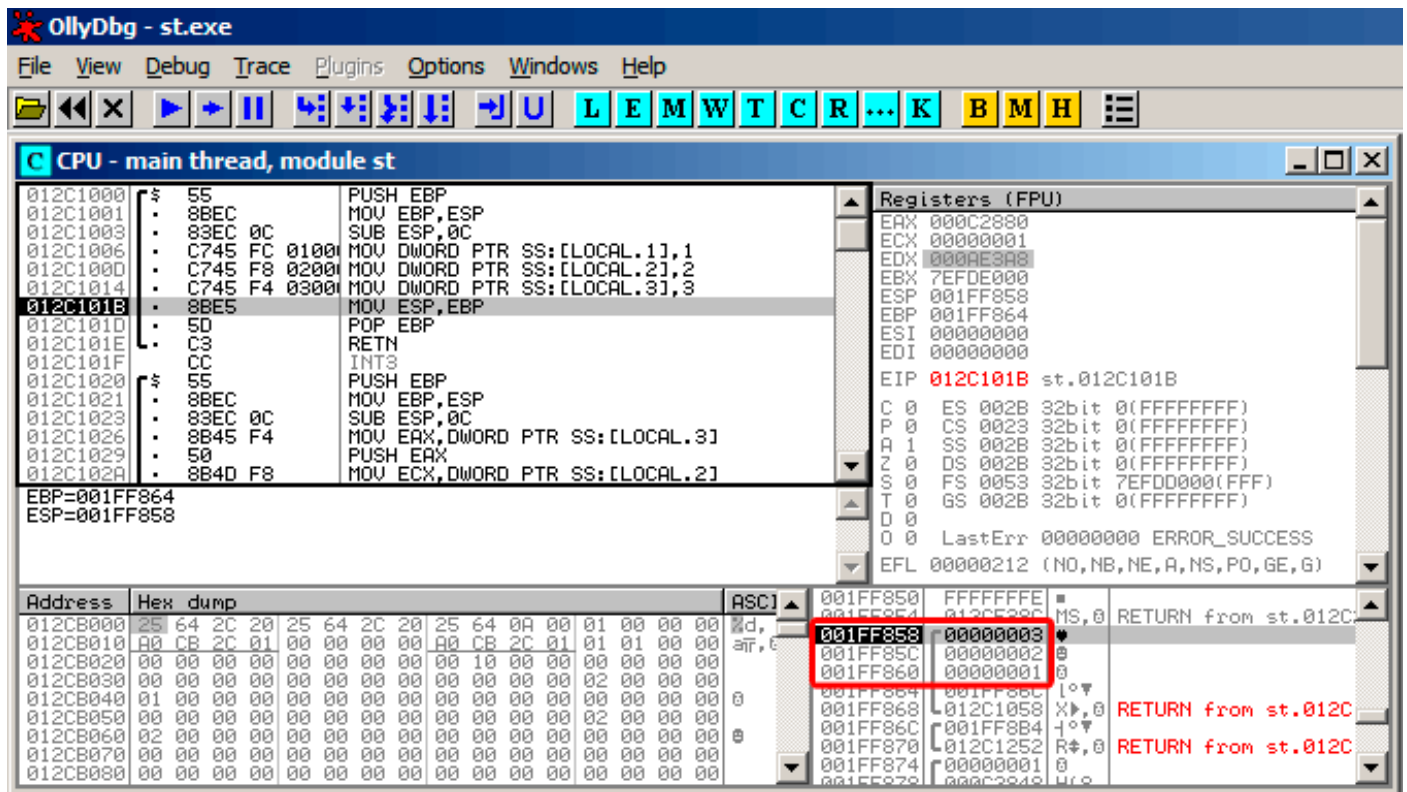 OllyDbg - st.exe
File View Debug Trace Plugins Options Windows Help
L E M W T C R ... K B M H
C CPU - main thread, module st
012C1000 $ 55 PUSH EBP
012C1001 . 8BEC MOV EBP,ESP
012C1003 . 83EC 0C SUB ESP,0C
012C1006 . C745 FC 0100 MOV DWORD PTR SS:[LOCAL.1],1
012C100D . C745 F8 0200 MOV DWORD PTR SS:[LOCAL.2],2
012C1014 . C745 F4 0300 MOV DWORD PTR SS:[LOCAL.3],3
012C101B . 8BE5 MOV ESP,EBP
012C101D . 5D POP EBP
012C101E . C3 RETN
012C101F CC INT3
012C1020 $ 55 PUSH EBP
012C1021 . 8BEC MOV EBP,ESP
012C1023 . 83EC 0C SUB ESP,0C
012C1026 . 8B45 F4 MOV EAX,DWORD PTR SS:[LOCAL.3]
012C1029 . 50 PUSH EAX
012C102A . 8B4D F8 MOV ECX,DWORD PTR SS:[LOCAL.2]
EBP=001FF864
ESP=001FF858
Registers (FPU)
EAX 000C2880
ECX 00000001
EDX 000AE3A8
EBX 7EFDE000
ESP 001FF858
EBP 001FF864
ESI 00000000
EDI 00000000
EIP 012C101B st.012C101B
C 0 ES 002B 32bit 0(FFFFFFFF)
P 0 CS 0023 32bit 0(FFFFFFFF)
A 1 SS 002B 32bit 0(FFFFFFFF)
Z 0 DS 002B 32bit 0(FFFFFFFF)
S 0 FS 0053 32bit 7EFDD000(FFF)
T 0 GS 002B 32bit 0(FFFFFFFF)
D 0
O 0 LastErr 00000000 ERROR_SUCCESS
EFL 00000212 (NO,NB,NE,A,NS,PO,GE,G)
Address Hex dump ASCI
012CB000 25 64 2C 20 25 64 2C 20 25 64 0A 00 01 00 00 00 %d,
012CB010 A0 CB 2C 01 00 00 00 00 A0 CB 2C 01 01 01 00 00
012CB020 00 00 00 00 00 00 00 00 00 10 00 00 00 00 00 00
012CB030 00 00 00 00 00 00 00 00 00 00 00 00 02 00 00 00
012CB040 01 00 00 00 00 00 00 00 00 00 00 00 00 00 00 00
012CB050 00 00 00 00 00 00 00 00 00 00 00 00 02 00 00 00
012CB060 02 00 00 00 00 00 00 00 00 00 00 00 00 00 00 00
012CB070 00 00 00 00 00 00 00 00 00 00 00 00 00 00 00 00
012CB080 00 00 00 00 00 00 00 00 00 00 00 00 00 00 00 00
001FF850 FFFFFFFE
001FF854 RETURN from st.012C
001FF858 00000003 ♥
001FF85C 00000002 ☻
001FF860 00000001 ☺
001FF864 001FF86C
001FF868 012C1058 X►,☺ RETURN from st.012C
001FF86C 001FF8B4
001FF870 012C1252 R‡,☺ RETURN from st.012C
001FF874 00000001 ☺